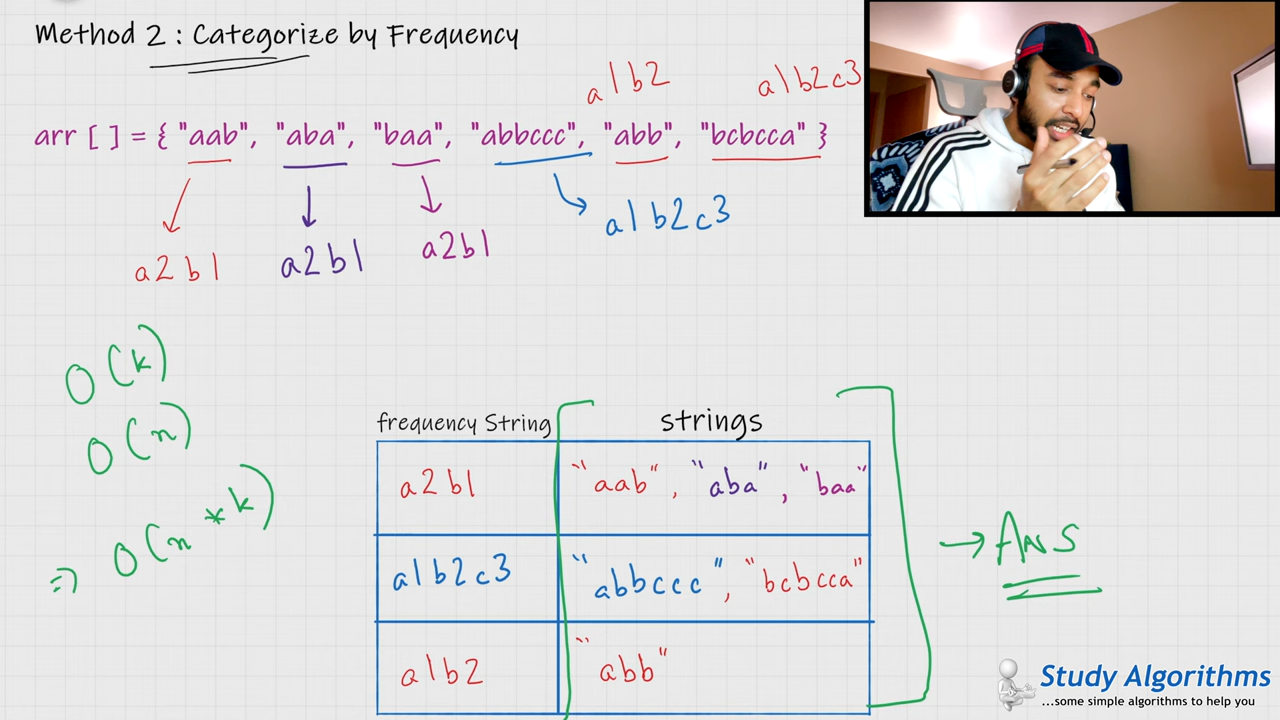 Method 2 : Categorize by Frequency
a1b2 a1b2c3
arr [ ] = { "aab", "aba", "baa", "abbccc", "abb", "bcbcca" }
a1b2c3
a2b1 a2b1 a2b1
O(k)
O(n)
=> O(n * k)
frequency String strings
a2b1 "aab", "aba", "baa"
a1b2c3 "abbccc", "bcbcca"
a1b2 "abb"
→ Ans
Study Algorithms
...some simple algorithms to help you